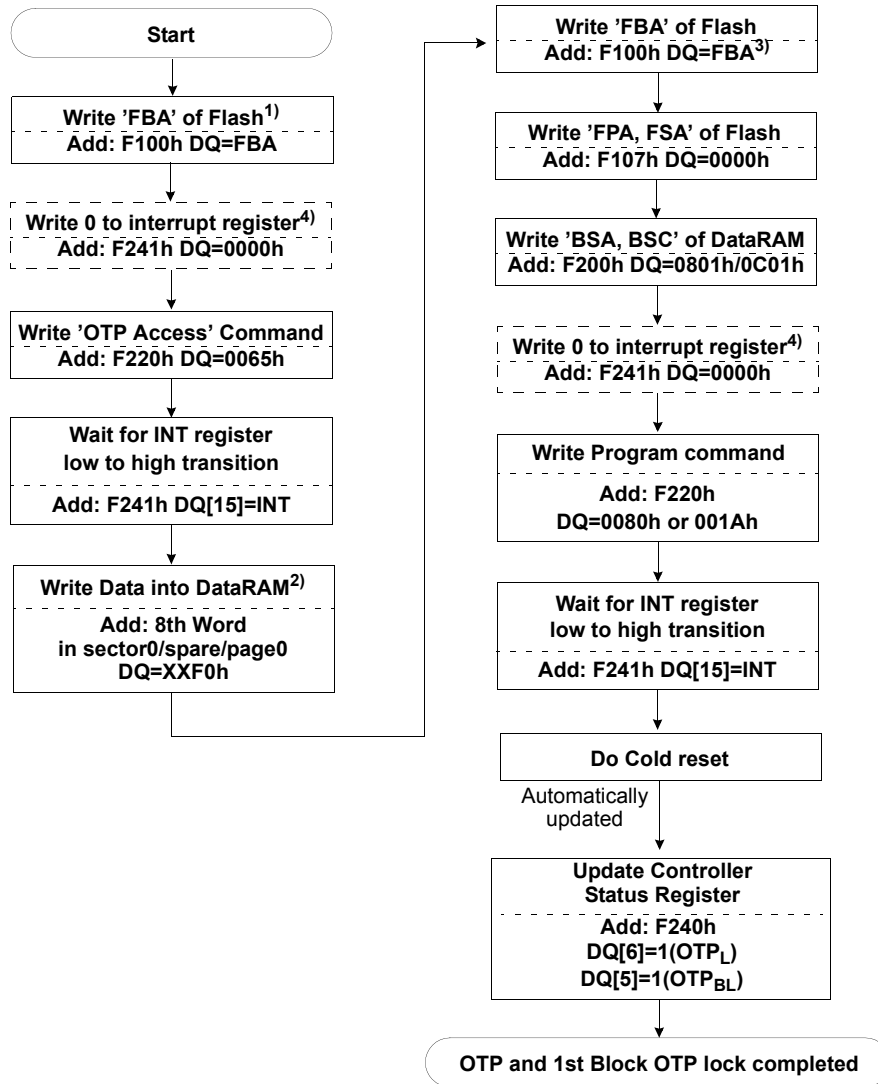 Start
Write ’FBA’ of Flash1)
Add: F100h DQ=FBA
Write 0 to interrupt register4)
Add: F241h DQ=0000h
Write ’OTP Access’ Command
Add: F220h DQ=0065h
Wait for INT register
low to high transition
Add: F241h DQ[15]=INT
Write Data into DataRAM2)
Add: 8th Word
in sector0/spare/page0
DQ=XXF0h
Write ’FBA’ of Flash
Add: F100h DQ=FBA3)
Write ’FPA, FSA’ of Flash
Add: F107h DQ=0000h
Write ’BSA, BSC’ of DataRAM
Add: F200h DQ=0801h/0C01h
Write 0 to interrupt register4)
Add: F241h DQ=0000h
Write Program command
Add: F220h
DQ=0080h or 001Ah
Wait for INT register
low to high transition
Add: F241h DQ[15]=INT
Do Cold reset
Automatically
updated
Update Controller
Status Register
Add: F240h
DQ[6]=1(OTPL)
DQ[5]=1(OTPBL)
OTP and 1st Block OTP lock completed